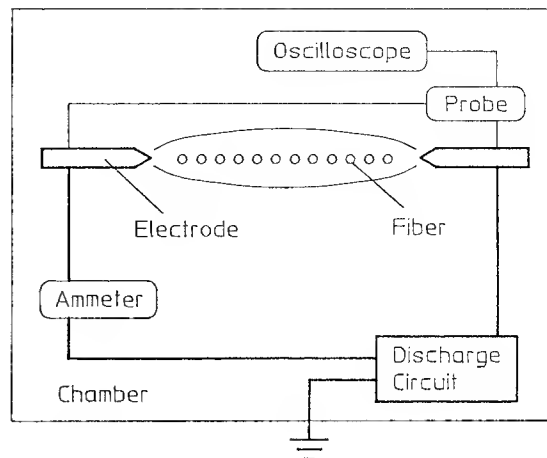 Oscilloscope
Probe
Electrode
Fiber
Ammeter
Discharge
Circuit
Chamber